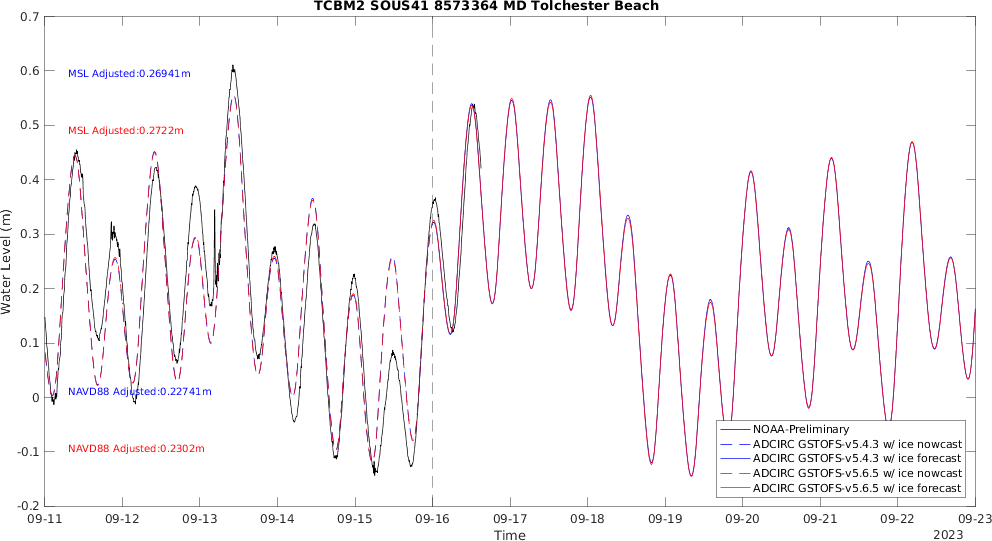 TCBM2 SOUS41 8573364 MD Tolchester Beach
Water Level (m)
0.7
0.6
0.5
0.4
0.3
0.2
0.1
0
-0.1
-0.2
MSL Adjusted:0.26941m
MSL Adjusted:0.2722m
NAVD88 Adjusted:0.22741m
NAVD88 Adjusted:0.2302m
NOAA-Preliminary
ADCIRC GSTOFS-v5.4.3 w/ ice nowcast
ADCIRC GSTOFS-v5.4.3 w/ ice forecast
ADCIRC GSTOFS-v5.6.5 w/ ice nowcast
ADCIRC GSTOFS-v5.6.5 w/ ice forecast
09-11 09-12 09-13 09-14 09-15 09-16 09-17 09-18 09-19 09-20 09-21 09-22 09-23
Time
2023